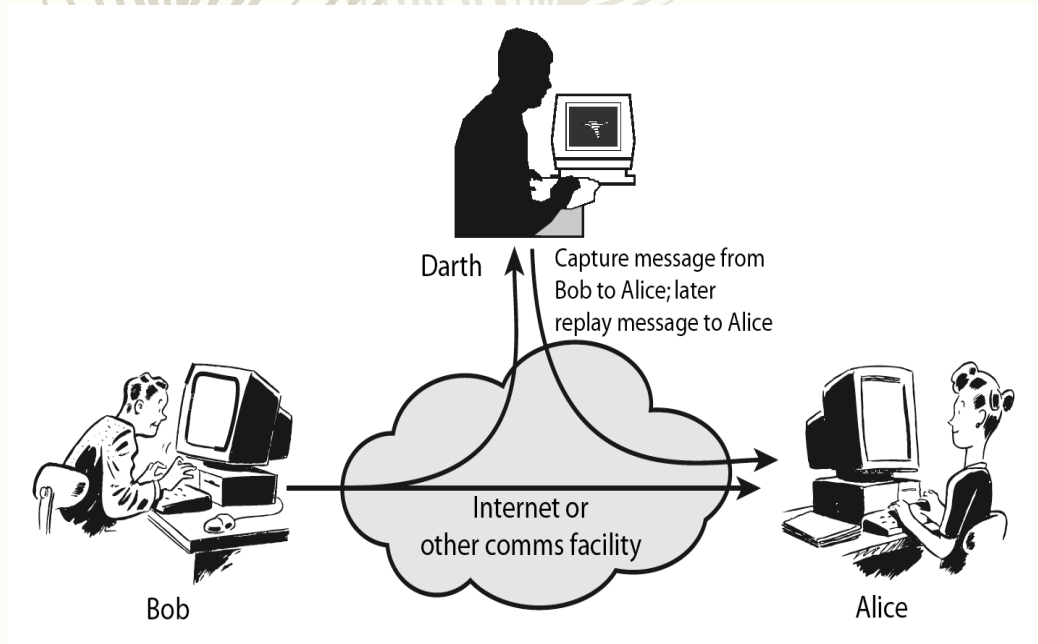 Darth
Capture message from
Bob to Alice; later
replay message to Alice
Internet or
other comms facility
Bob
Alice